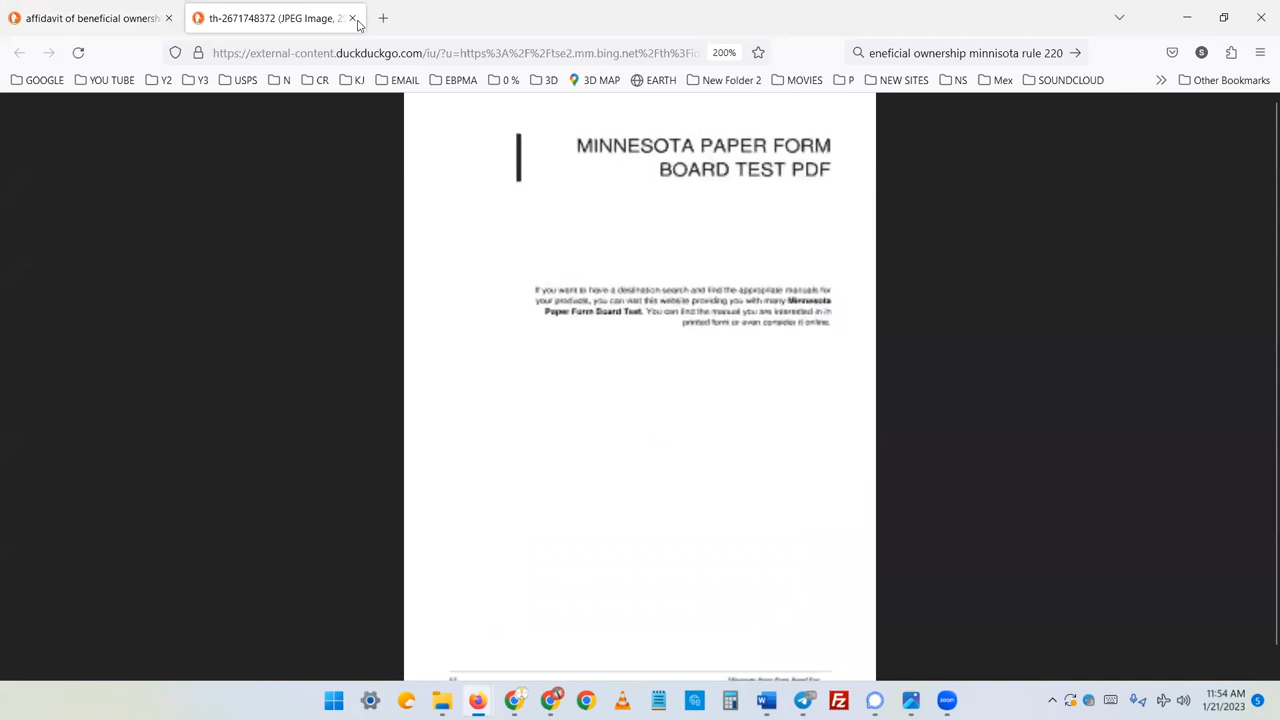 affidavit of beneficial ownersh
th-2671748372 (JPEG Image, 25
https://external-content.duckduckgo.com/iu/?u=https%3A%2F%2Ftse2.mm.bing.net%2Fth%3Fid
200%
eneficial ownership minnisota rule 220
S
GOOGLE
YOU TUBE
Y2
Y3
USPS
N
CR
KJ
EMAIL
EBPMA
0 %
3D
3D MAP
EARTH
New Folder 2
MOVIES
P
NEW SITES
NS
Mex
SOUNDCLOUD
Other Bookmarks
MINNESOTA PAPER FORM
BOARD TEST PDF
If you want to have a destination search and find the appropriate manuals for
your products, you can visit this website providing you with many Minnesota
Paper Form Board Test. You can find the manual you are interested in in
printed form or even consider it online.
11:54 AM
1/21/2023
5
zoom